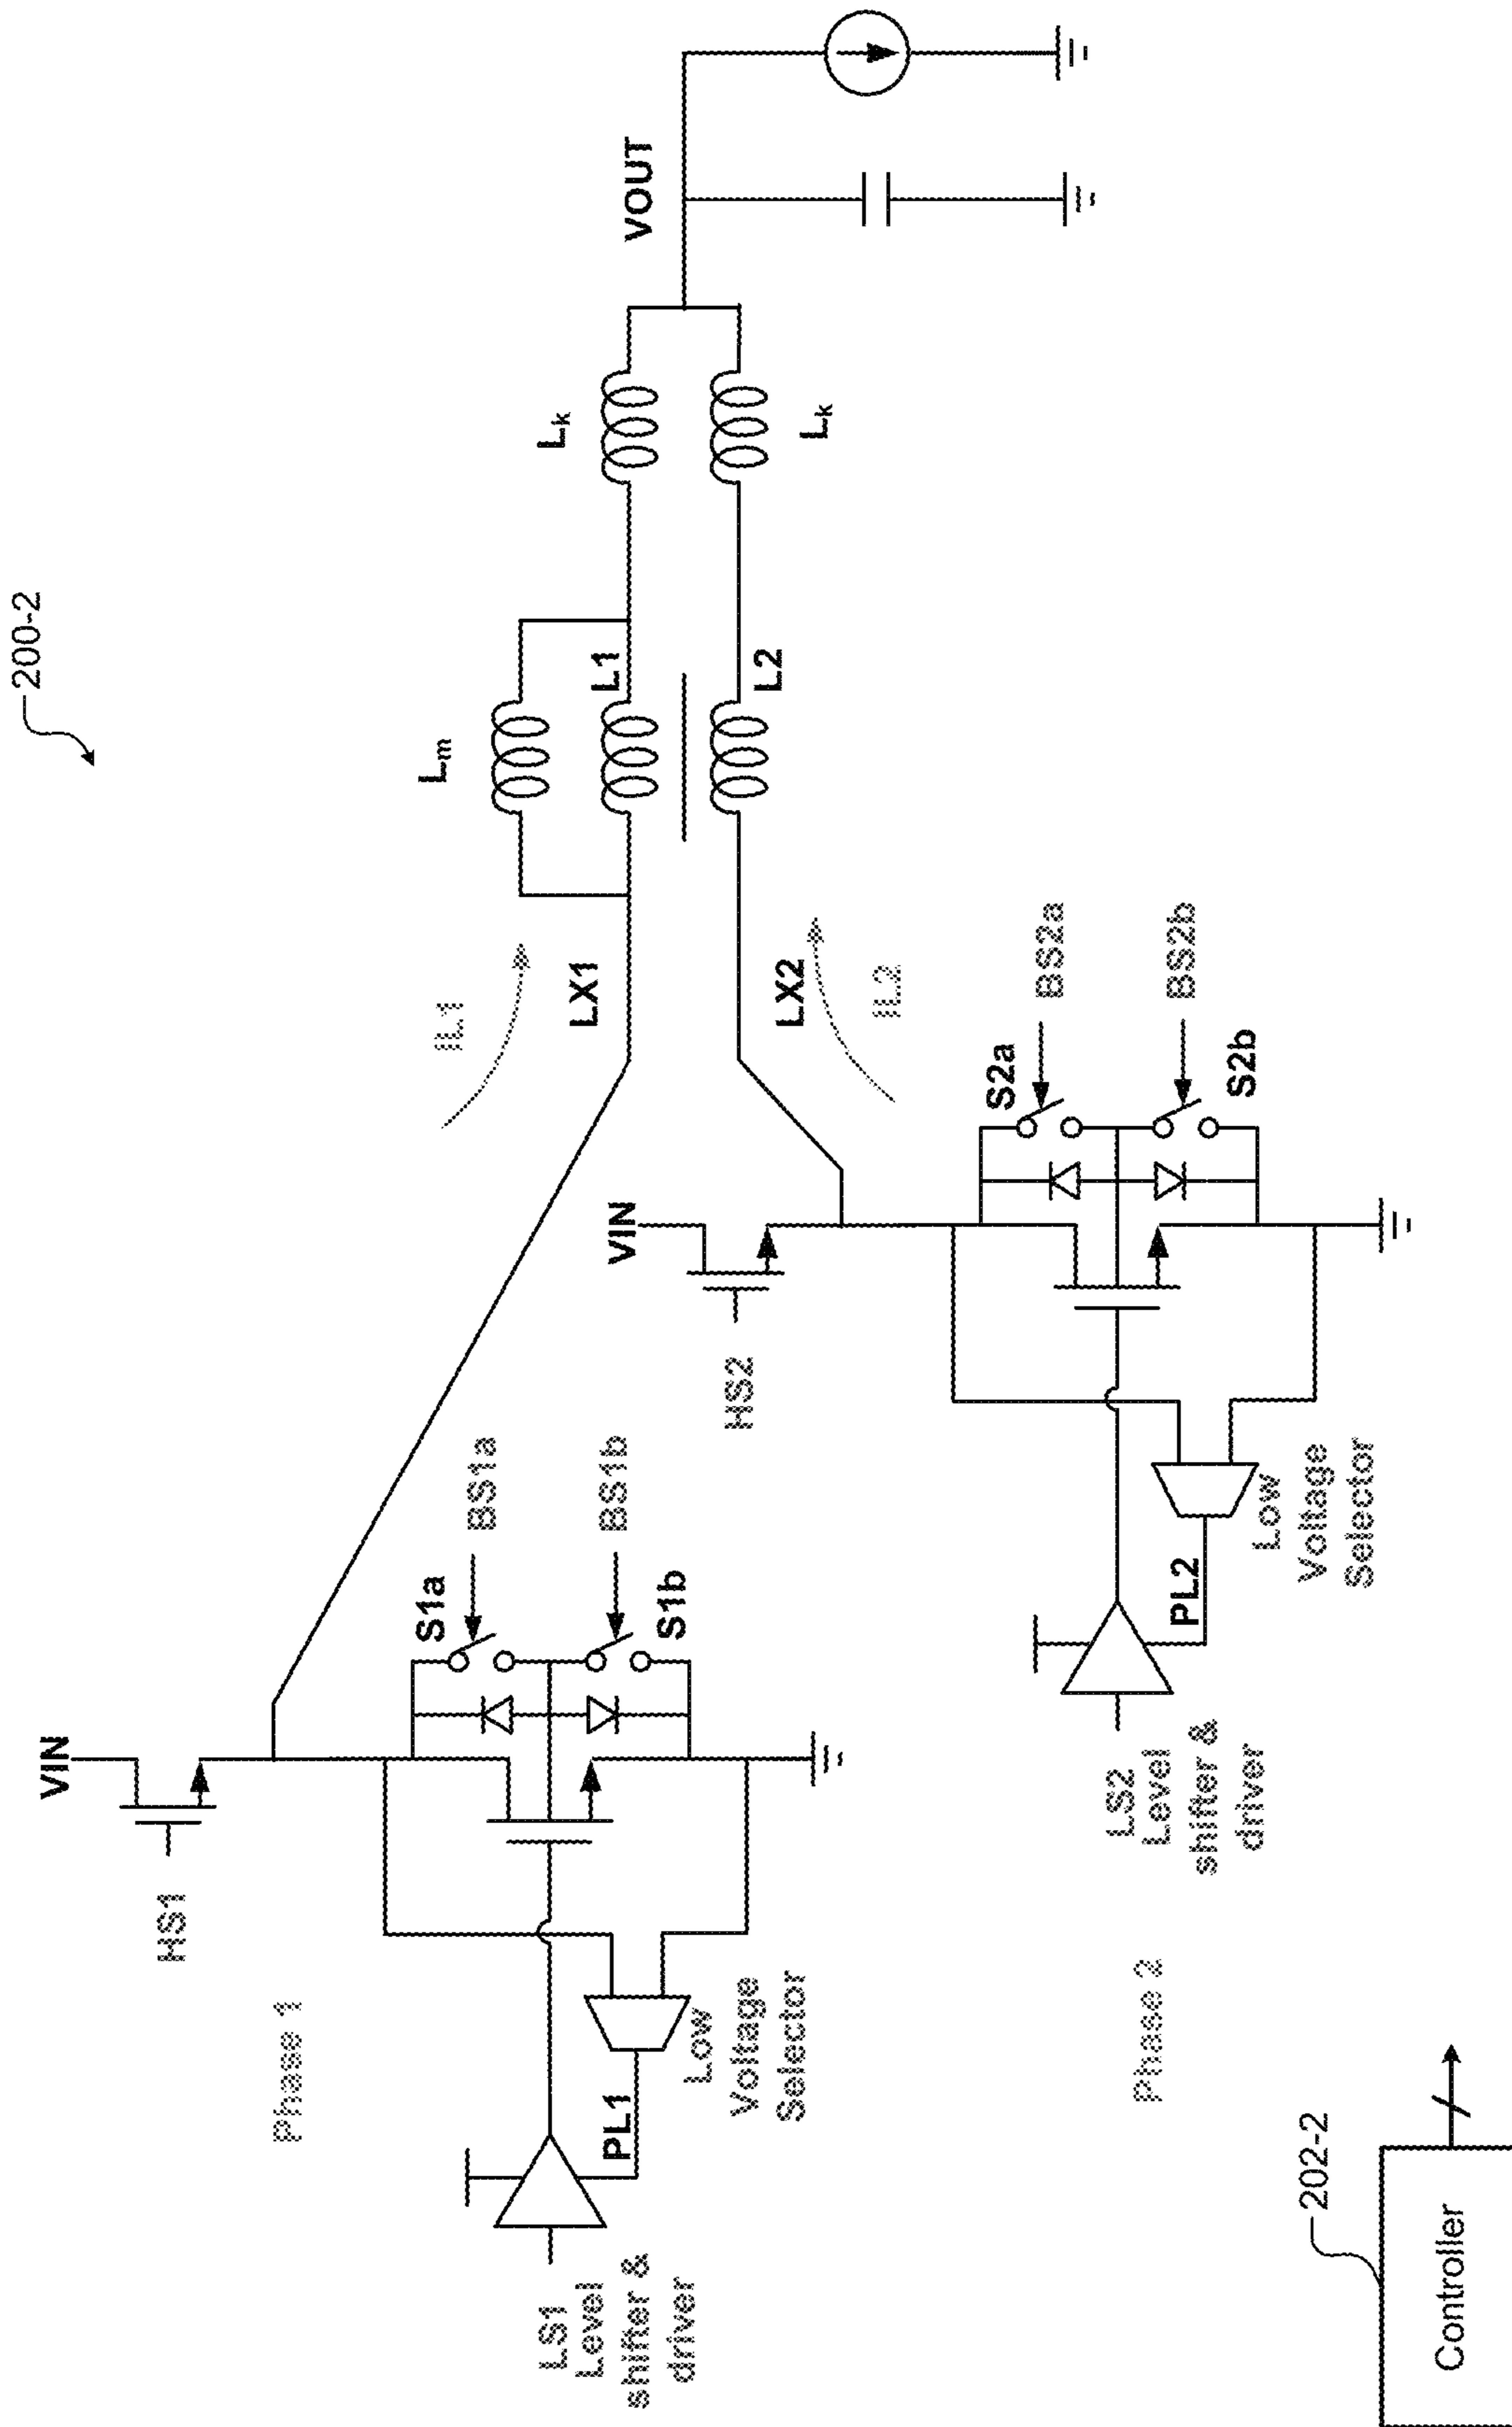 200-2
VIN
HS1
Phase 1
S1a
BS1a
S1b
BS1b
LS1
Level
shifter &
driver
PL1
Low
Voltage
Selector
IL1
LX1
Lm
L1
Lk
VOUT
L2
Lk
LX2
IL2
VIN
HS2
Phase 2
S2a
BS2a
S2b
BS2b
LS2
Level
shifter &
driver
PL2
Low
Voltage
Selector
202-2
Controller